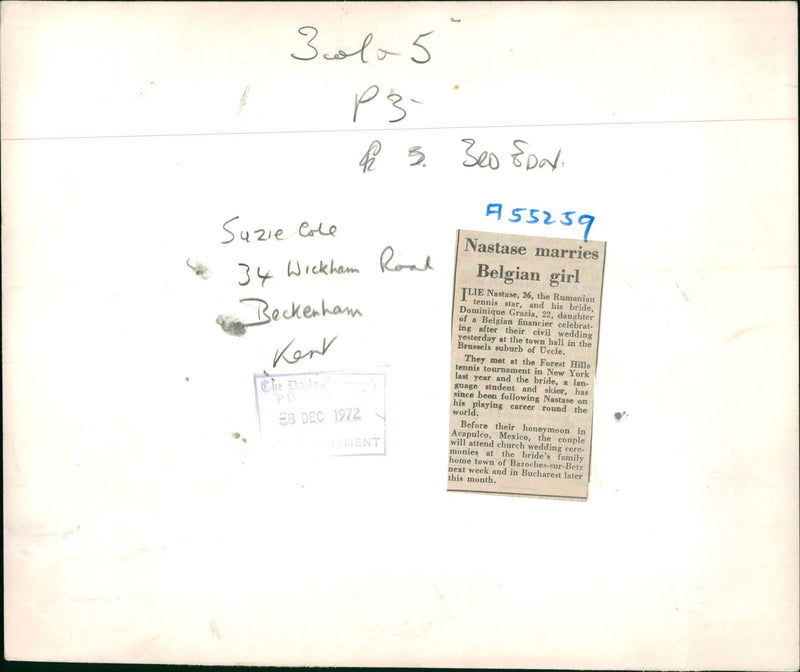 P 3-
3. 3RD EDN.
A55259
Suzie Cole
34 Wickham Road
Beckenham
Kent
The Daily
8 DEC 1972
TMENT
Nastase marries
Belgian girl
ILIE Nastase, 26, the Rumanian
tennis star, and his bride,
Dominique Grazia, 22, daughter
of a Belgian financier celebrat-
ing after their civil wedding
yesterday at the town hall in the
Brussels suburb of Uccle.
They met at the Forest Hills
tennis tournament in New York
last year and the bride, a lan-
guage student and skier, has
since been following Nastase on
his playing career round the
world.
Before their honeymoon in
Acapulco, Mexico, the couple
will attend church wedding cere-
monies at the bride's family
home town of Bazoches-sur-Betz
next week and in Bucharest later
this month.